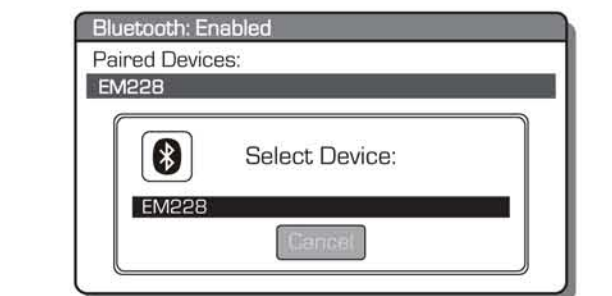 Bluetooth: Enabled
Paired Devices:
EM228
Select Device:
EM228
Cancel